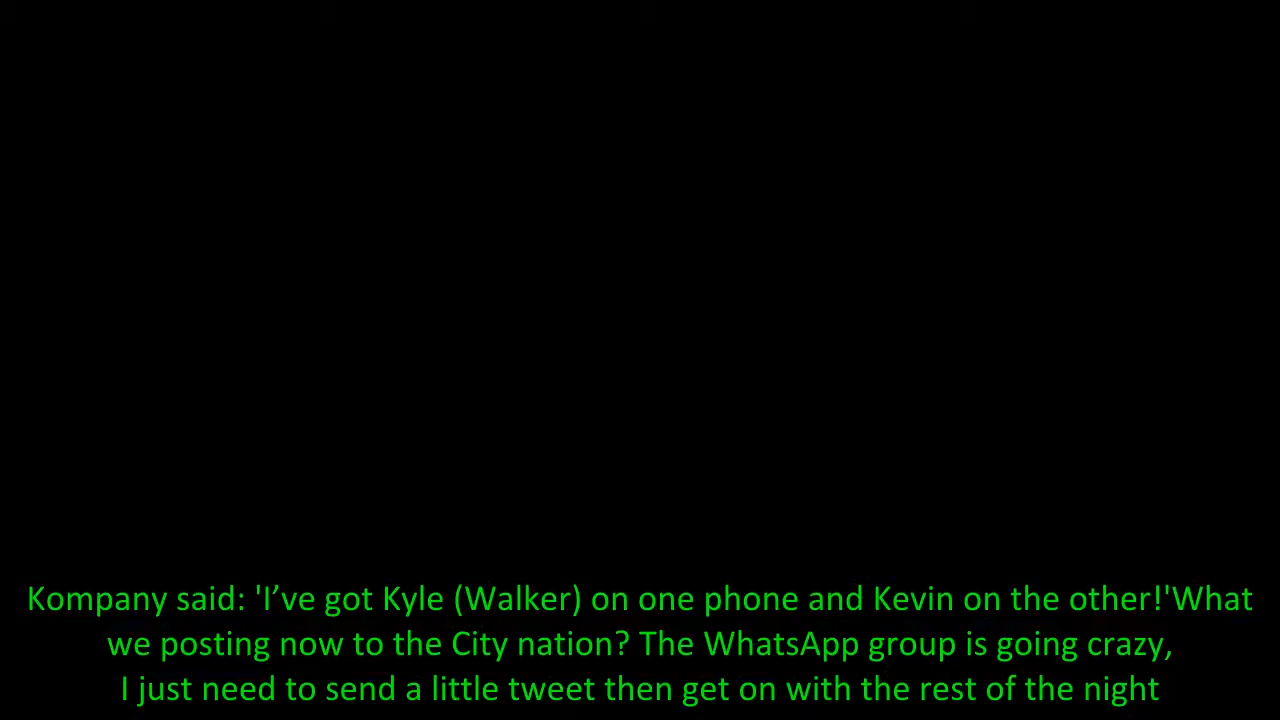 Kompany said: 'I’ve got Kyle (Walker) on one phone and Kevin on the other!'What
we posting now to the City nation? The WhatsApp group is going crazy,
I just need to send a little tweet then get on with the rest of the night